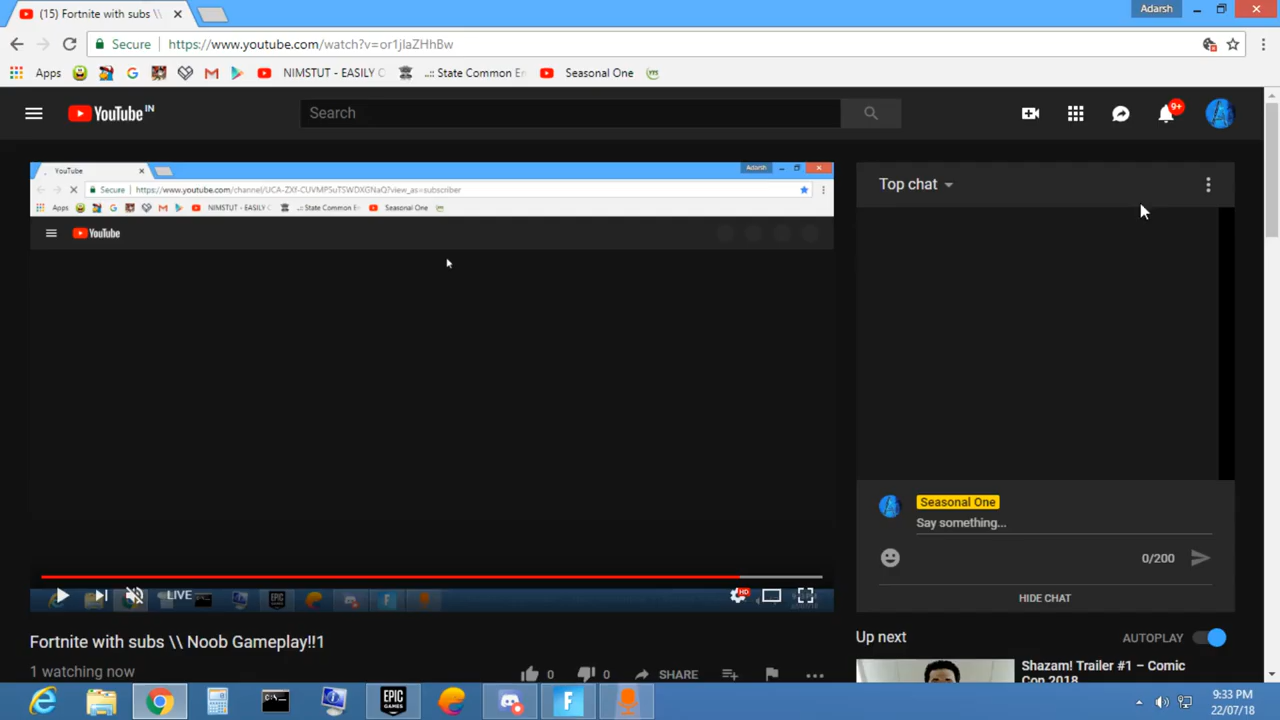 (15) Fortnite with subs \\
Adarsh
Secure https://www.youtube.com/watch?v=or1jlaZHhBw
Apps NIMSTUT - EASILY C ..:: State Common En Seasonal One
YouTube IN
Search
9+
YouTube
Adarsh
Secure https://www.youtube.com/channel/UCA-ZXf-CUVMP5uTSWDXGNaQ?view_as=subscriber
Apps NIMSTUT - EASILY C ..:: State Common En Seasonal One
YouTube
Top chat
Seasonal One
Say something...
0/200
HIDE CHAT
LIVE
HD
Fortnite with subs \\ Noob Gameplay!!1
1 watching now
0 0 SHARE
Up next AUTOPLAY
Shazam! Trailer #1 – Comic
Con 2018
EPIC
GAMES
F
9:33 PM
22/07/18